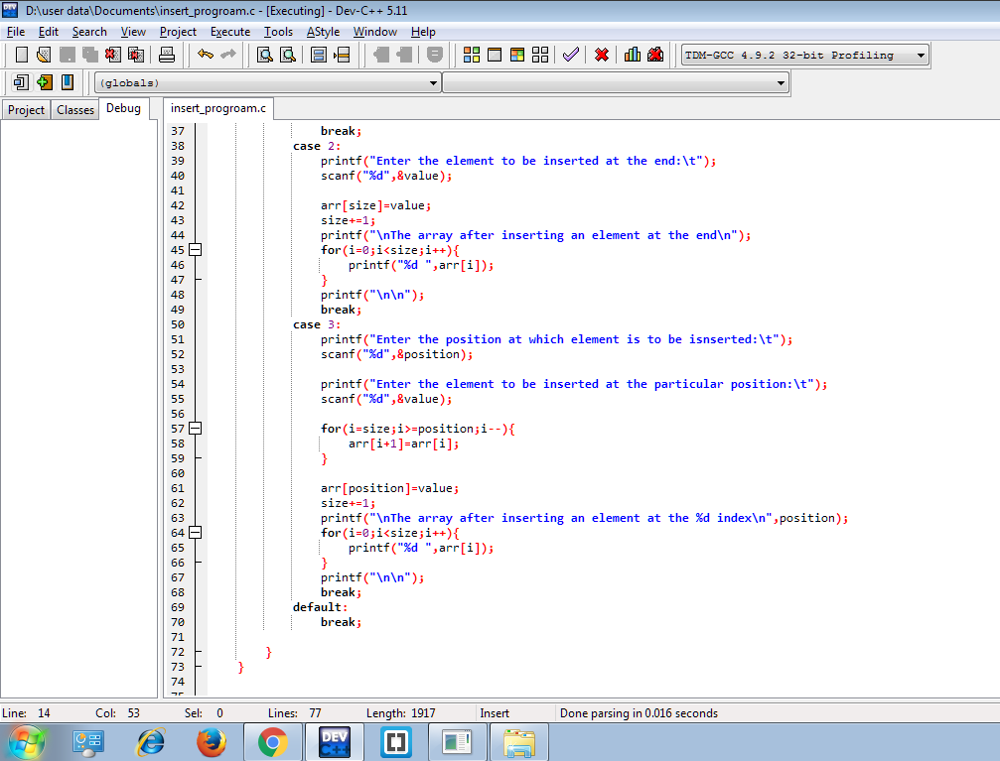 D:\user data\Documents\insert_prograom.c - [Executing] - Dev-C++ 5.11
File Edit Search View Project Execute Tools AStyle Window Help
TDM-GCC 4.9.2 32-bit Profiling
(globals)
Project Classes Debug
insert_prograom.c
37 break;
38 case 2:
39 printf("Enter the element to be inserted at the end:\t");
40 scanf("%d",&value);
41
42 arr[size]=value;
43 size+=1;
44 printf("\nThe array after inserting an element at the end\n");
45 for(i=0;i<size;i++){
46 printf("%d ",arr[i]);
47 }
48 printf("\n\n");
49 break;
50 case 3:
51 printf("Enter the position at which element is to be isnserted:\t");
52 scanf("%d",&position);
53
54 printf("Enter the element to be inserted at the particular position:\t");
55 scanf("%d",&value);
56
57 for(i=size;i>=position;i--){
58 arr[i+1]=arr[i];
59 }
60
61 arr[position]=value;
62 size+=1;
63 printf("\nThe array after inserting an element at the %d index\n",position);
64 for(i=0;i<size;i++){
65 printf("%d ",arr[i]);
66 }
67 printf("\n\n");
68 break;
69 default:
70 break;
71
72 }
73 }
74
Line: 14 Col: 53 Sel: 0 Lines: 77 Length: 1917 Insert Done parsing in 0.016 seconds
DEV C++